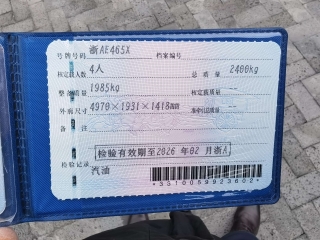 号牌号码 浙AE465X 档案编号
核定载人数 4人 总质量 2400kg
整备质量 1985kg 核定载质量 --
外廓尺寸 4970×1931×1418mm 准牵引总质量 --
备注
检验有效期至2026年02月浙A
检验记录
汽油
*3310059923602*